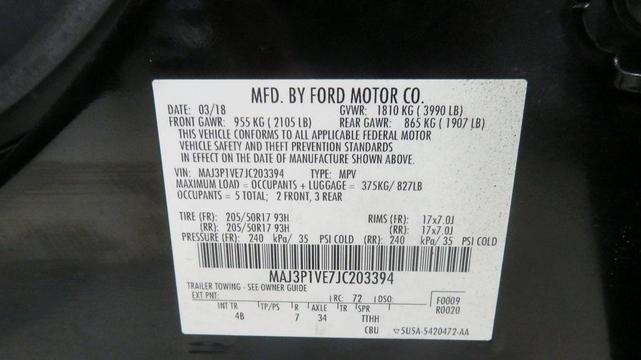 MFD. BY FORD MOTOR CO.
DATE: 03/18 GVWR: 1810 KG ( 3990 LB)
FRONT GAWR: 955 KG ( 2105 LB) REAR GAWR: 865 KG ( 1907 LB)
THIS VEHICLE CONFORMS TO ALL APPLICABLE FEDERAL MOTOR
VEHICLE SAFETY AND THEFT PREVENTION STANDARDS
IN EFFECT ON THE DATE OF MANUFACTURE SHOWN ABOVE.
VIN: MAJ3P1VE7JC203394 TYPE: MPV
MAXIMUM LOAD = OCCUPANTS + LUGGAGE = 375KG/ 827LB
OCCUPANTS = 5 TOTAL; 2 FRONT, 3 REAR
TIRE (FR): 205/50R17 93H RIMS (FR): 17x7.0J
(RR): 205/50R17 93H (RR): 17x7.0J
PRESSURE (FR): 240 kPa/ 35 PSI COLD (RR): 240 kPa/ 35 PSI COLD
MAJ3P1VE7JC203394
TRAILER TOWING - SEE OWNER GUIDE
EXT PNT: RC: 72 DSO: F0009
INT TR TP/PS R AXLE TR SPR R0020
4B 7 34 TTHH
CBU 5U5A-5420472-AA